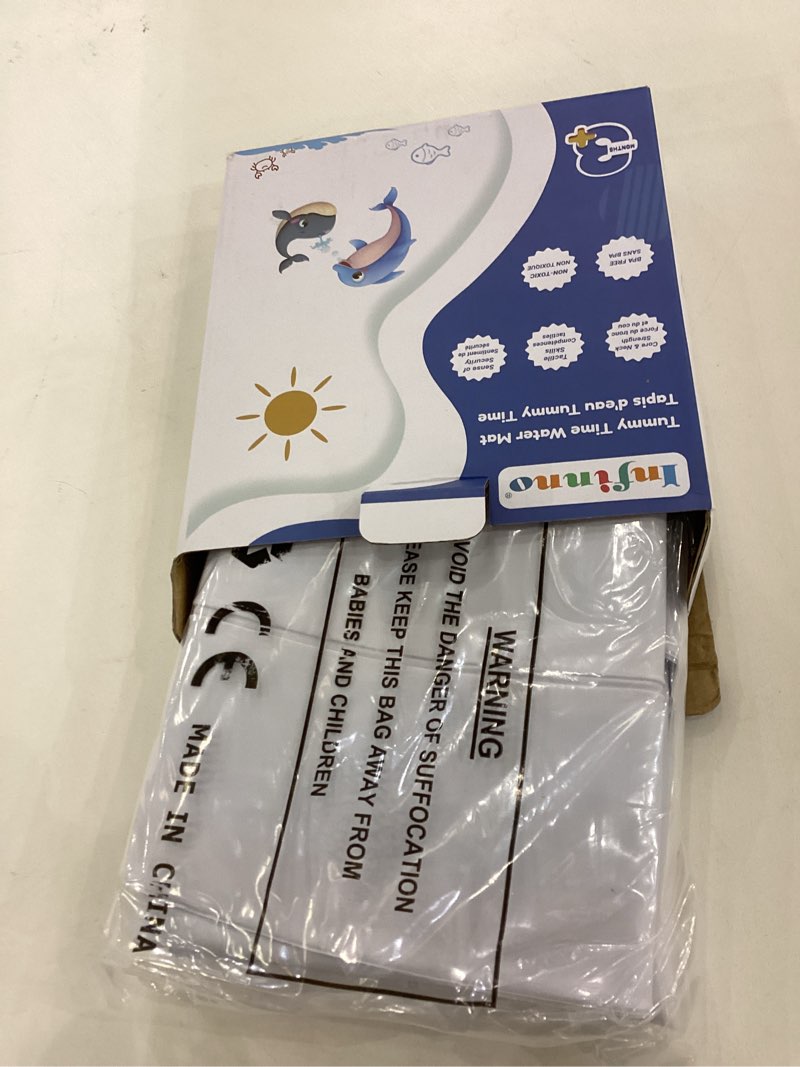 Infinno®
Tummy Time Water Mat
Tapis d'eau Tummy Time
Core & Neck
Strength
Force du tronc
et du cou
Tactile
Skills
Compétences
tactiles
Sense of
Security
Sentiment de
sécurité
BPA FREE
SANS BPA
NON-TOXIC
NON TOXIQUE
3+
MONTHS
WARNING
VOID THE DANGER OF SUFFOCATION
EASE KEEP THIS BAG AWAY FROM
BABIES AND CHILDREN
CE
MADE IN CHINA